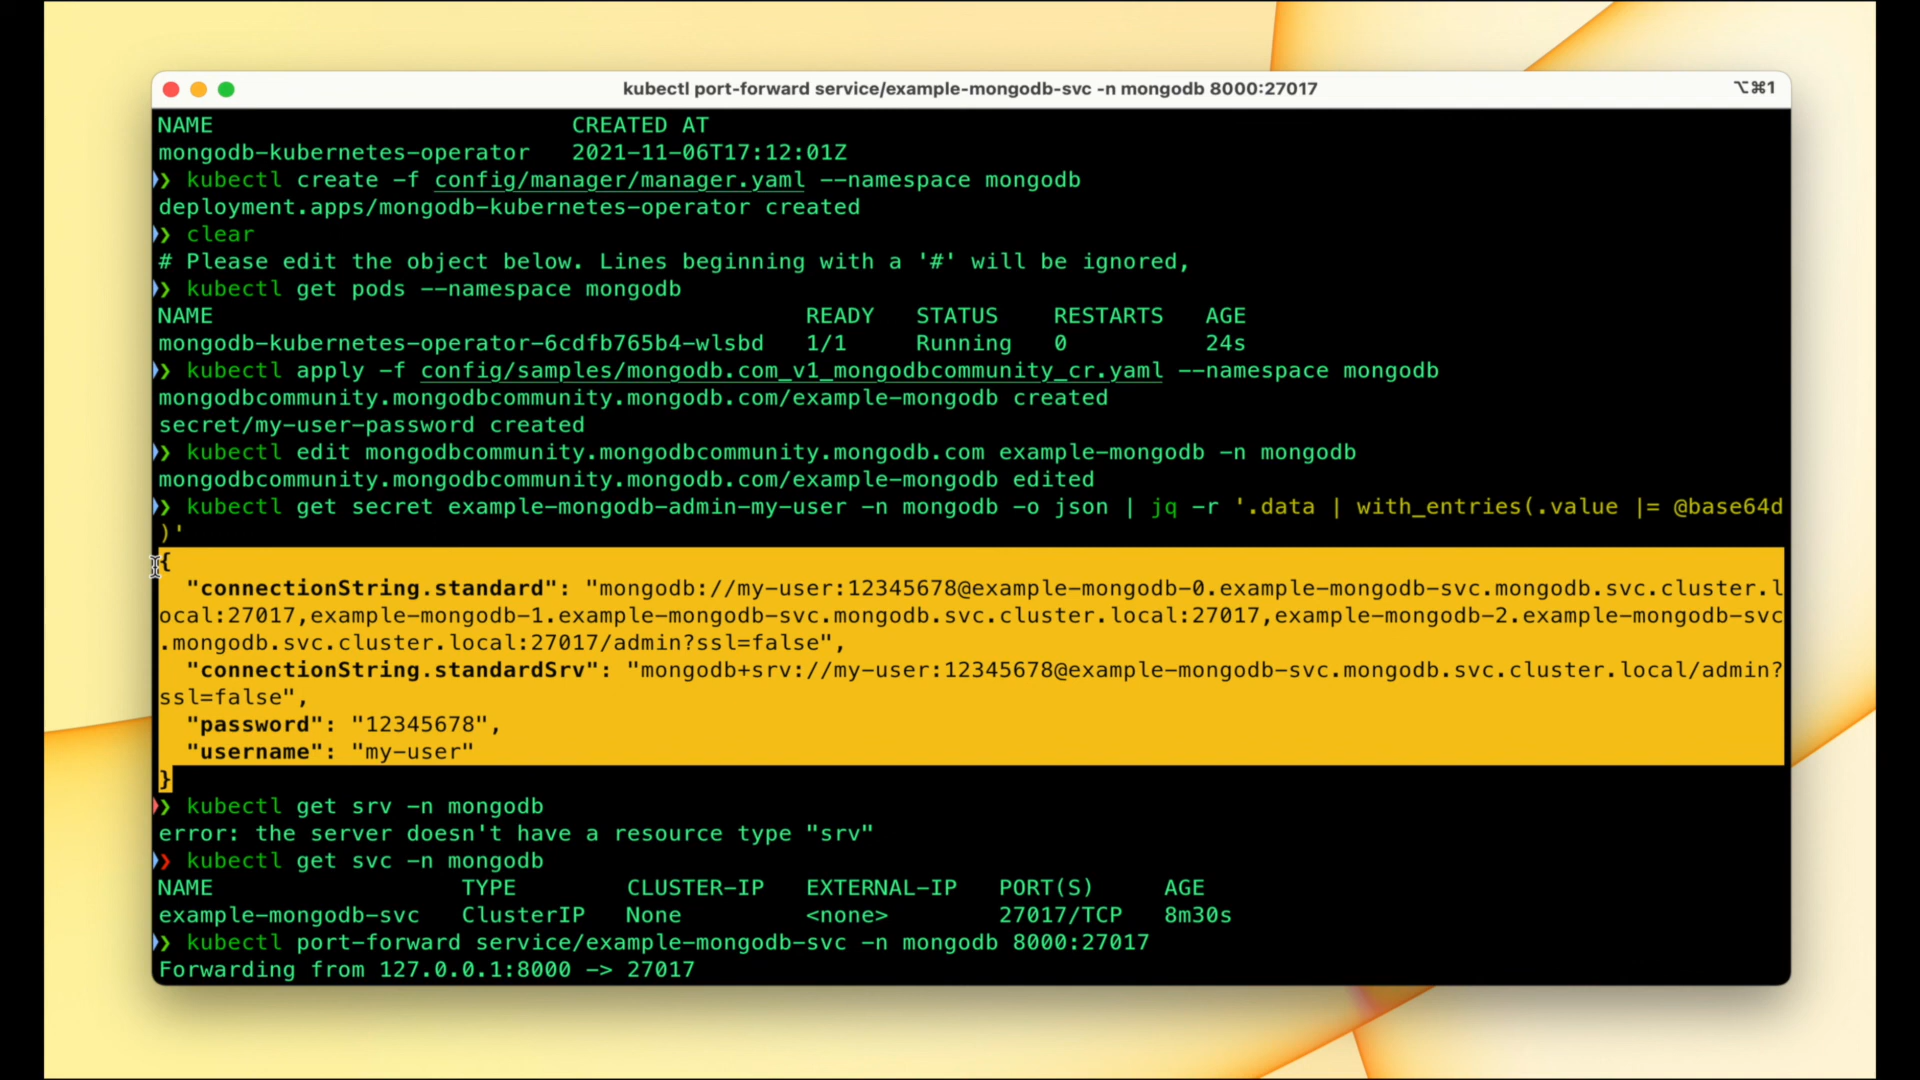 kubectl port-forward service/example-mongodb-svc -n mongodb 8000:27017
⌥⌘1
NAME CREATED AT
mongodb-kubernetes-operator 2021-11-06T17:12:01Z
❯ kubectl create -f config/manager/manager.yaml --namespace mongodb
deployment.apps/mongodb-kubernetes-operator created
❯ clear
# Please edit the object below. Lines beginning with a '#' will be ignored,
❯ kubectl get pods --namespace mongodb
NAME READY STATUS RESTARTS AGE
mongodb-kubernetes-operator-6cdfb765b4-wlsbd 1/1 Running 0 24s
❯ kubectl apply -f config/samples/mongodb.com_v1_mongodbcommunity_cr.yaml --namespace mongodb
mongodbcommunity.mongodbcommunity.mongodb.com/example-mongodb created
secret/my-user-password created
❯ kubectl edit mongodbcommunity.mongodbcommunity.mongodb.com example-mongodb -n mongodb
mongodbcommunity.mongodbcommunity.mongodb.com/example-mongodb edited
❯ kubectl get secret example-mongodb-admin-my-user -n mongodb -o json | jq -r '.data | with_entries(.value |= @base64d
)'
{
"connectionString.standard": "mongodb://my-user:12345678@example-mongodb-0.example-mongodb-svc.mongodb.svc.cluster.l
ocal:27017,example-mongodb-1.example-mongodb-svc.mongodb.svc.cluster.local:27017,example-mongodb-2.example-mongodb-svc
.mongodb.svc.cluster.local:27017/admin?ssl=false",
"connectionString.standardSrv": "mongodb+srv://my-user:12345678@example-mongodb-svc.mongodb.svc.cluster.local/admin?
ssl=false",
"password": "12345678",
"username": "my-user"
}
❯ kubectl get srv -n mongodb
error: the server doesn't have a resource type "srv"
❯ kubectl get svc -n mongodb
NAME TYPE CLUSTER-IP EXTERNAL-IP PORT(S) AGE
example-mongodb-svc ClusterIP None <none> 27017/TCP 8m30s
❯ kubectl port-forward service/example-mongodb-svc -n mongodb 8000:27017
Forwarding from 127.0.0.1:8000 -> 27017